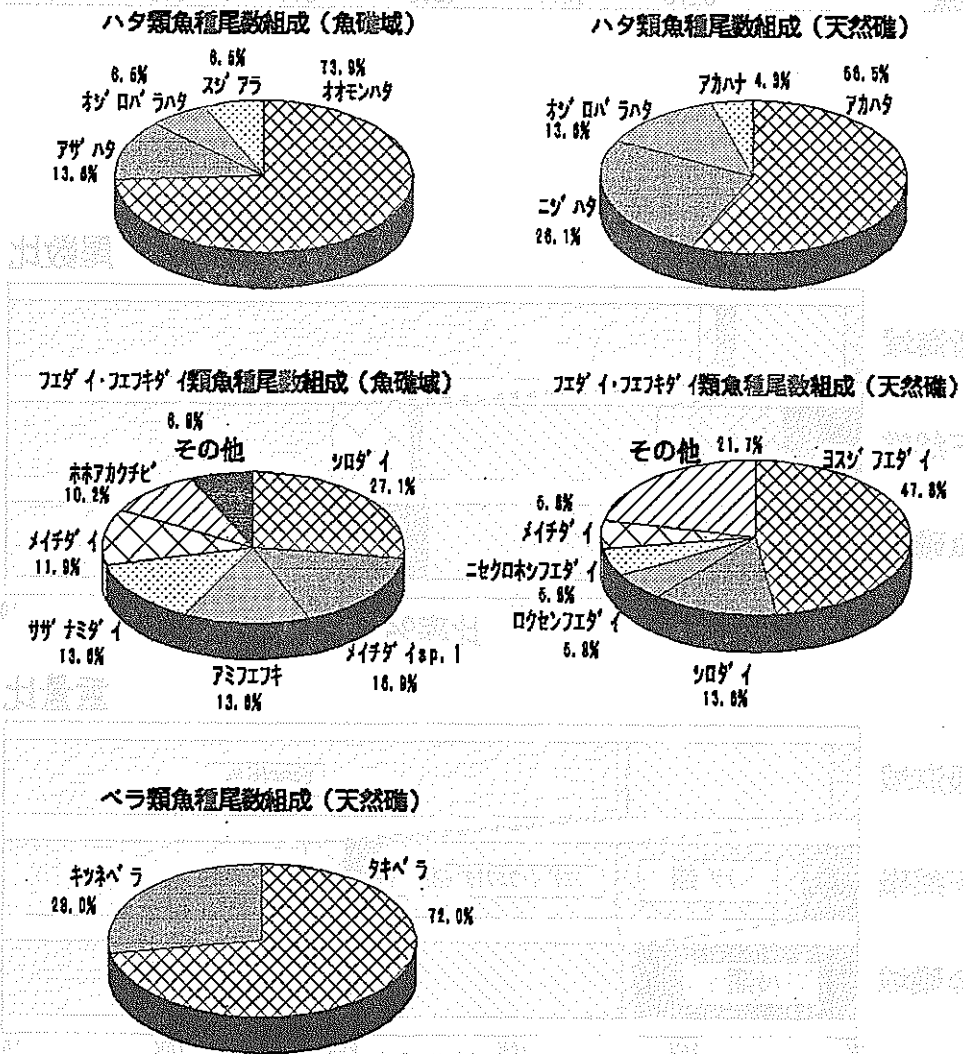 ハタ類魚種尾数組成（魚礁域）
6.5%
オジロバラハタ
6.5%
スジアラ
73.9%
オオモンハタ
アザハタ
13.0%
ハタ類魚種尾数組成（天然礁）
アカハナ 4.3%
56.5%
アカハタ
オジロバラハタ
ニジハタ
26.1%
フエダイ・フエフキダイ類魚種尾数組成（魚礁域）
その他
シロダイ
27.1%
ホホアカクチビ
10.2%
メイチダイ
11.9%
ササナミダイ
13.6%
アミフエフキ
13.6%
メイチダイsp.1
16.9%
フエダイ・フエフキダイ類魚種尾数組成（天然礁）
その他 21.7%
ヨスジフエダイ
47.8%
メイチダイ
ニセクロホシフエダイ
ロクセンフエダイ
シロダイ
ベラ類魚種尾数組成（天然礁）
キツネベラ
28.0%
タキベラ
72.0%
尾数比
重量比